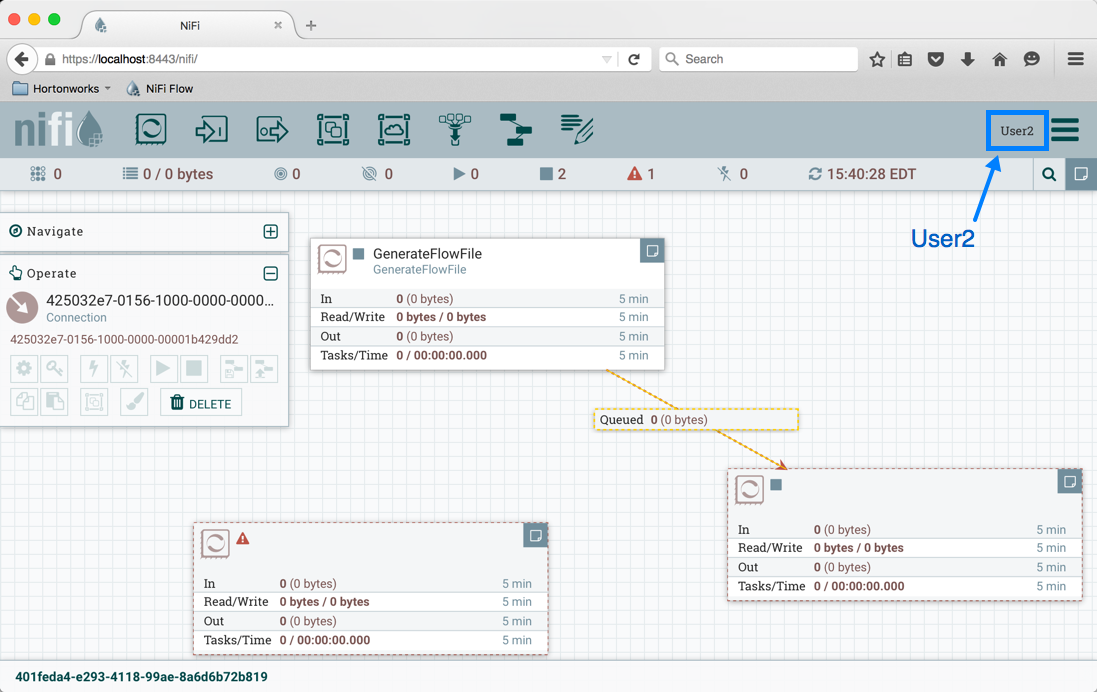 NiFi
https://localhost:8443/nifi/
Search
Hortonworks
NiFi Flow
nifi
User2
0
0 / 0 bytes
0
0
0
2
1
0
15:40:28 EDT
User2
Navigate
Operate
425032e7-0156-1000-0000-0000...
Connection
425032e7-0156-1000-0000-00001b429dd2
DELETE
GenerateFlowFile
GenerateFlowFile
In 0 (0 bytes) 5 min
Read/Write 0 bytes / 0 bytes 5 min
Out 0 (0 bytes) 5 min
Tasks/Time 0 / 00:00:00.000 5 min
Queued 0 (0 bytes)
In 0 (0 bytes) 5 min
Read/Write 0 bytes / 0 bytes 5 min
Out 0 (0 bytes) 5 min
Tasks/Time 0 / 00:00:00.000 5 min
In 0 (0 bytes) 5 min
Read/Write 0 bytes / 0 bytes 5 min
Out 0 (0 bytes) 5 min
Tasks/Time 0 / 00:00:00.000 5 min
401feda4-e293-4118-99ae-8a6d6b72b819